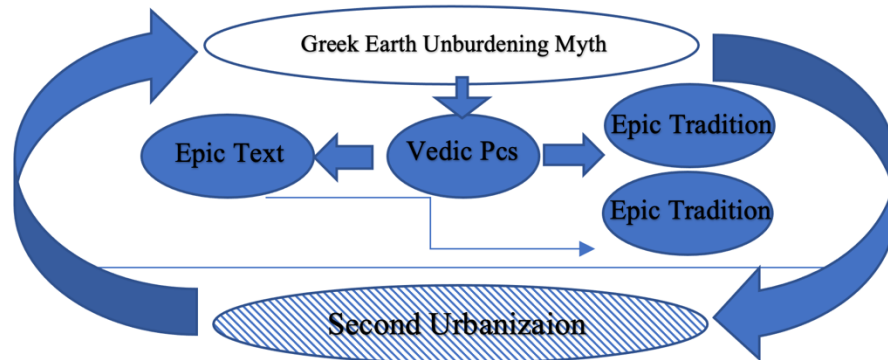 Greek Earth Unburdening Myth
Epic Text
Vedic Pcs
Epic Tradition
Epic Tradition
Second Urbanizaion